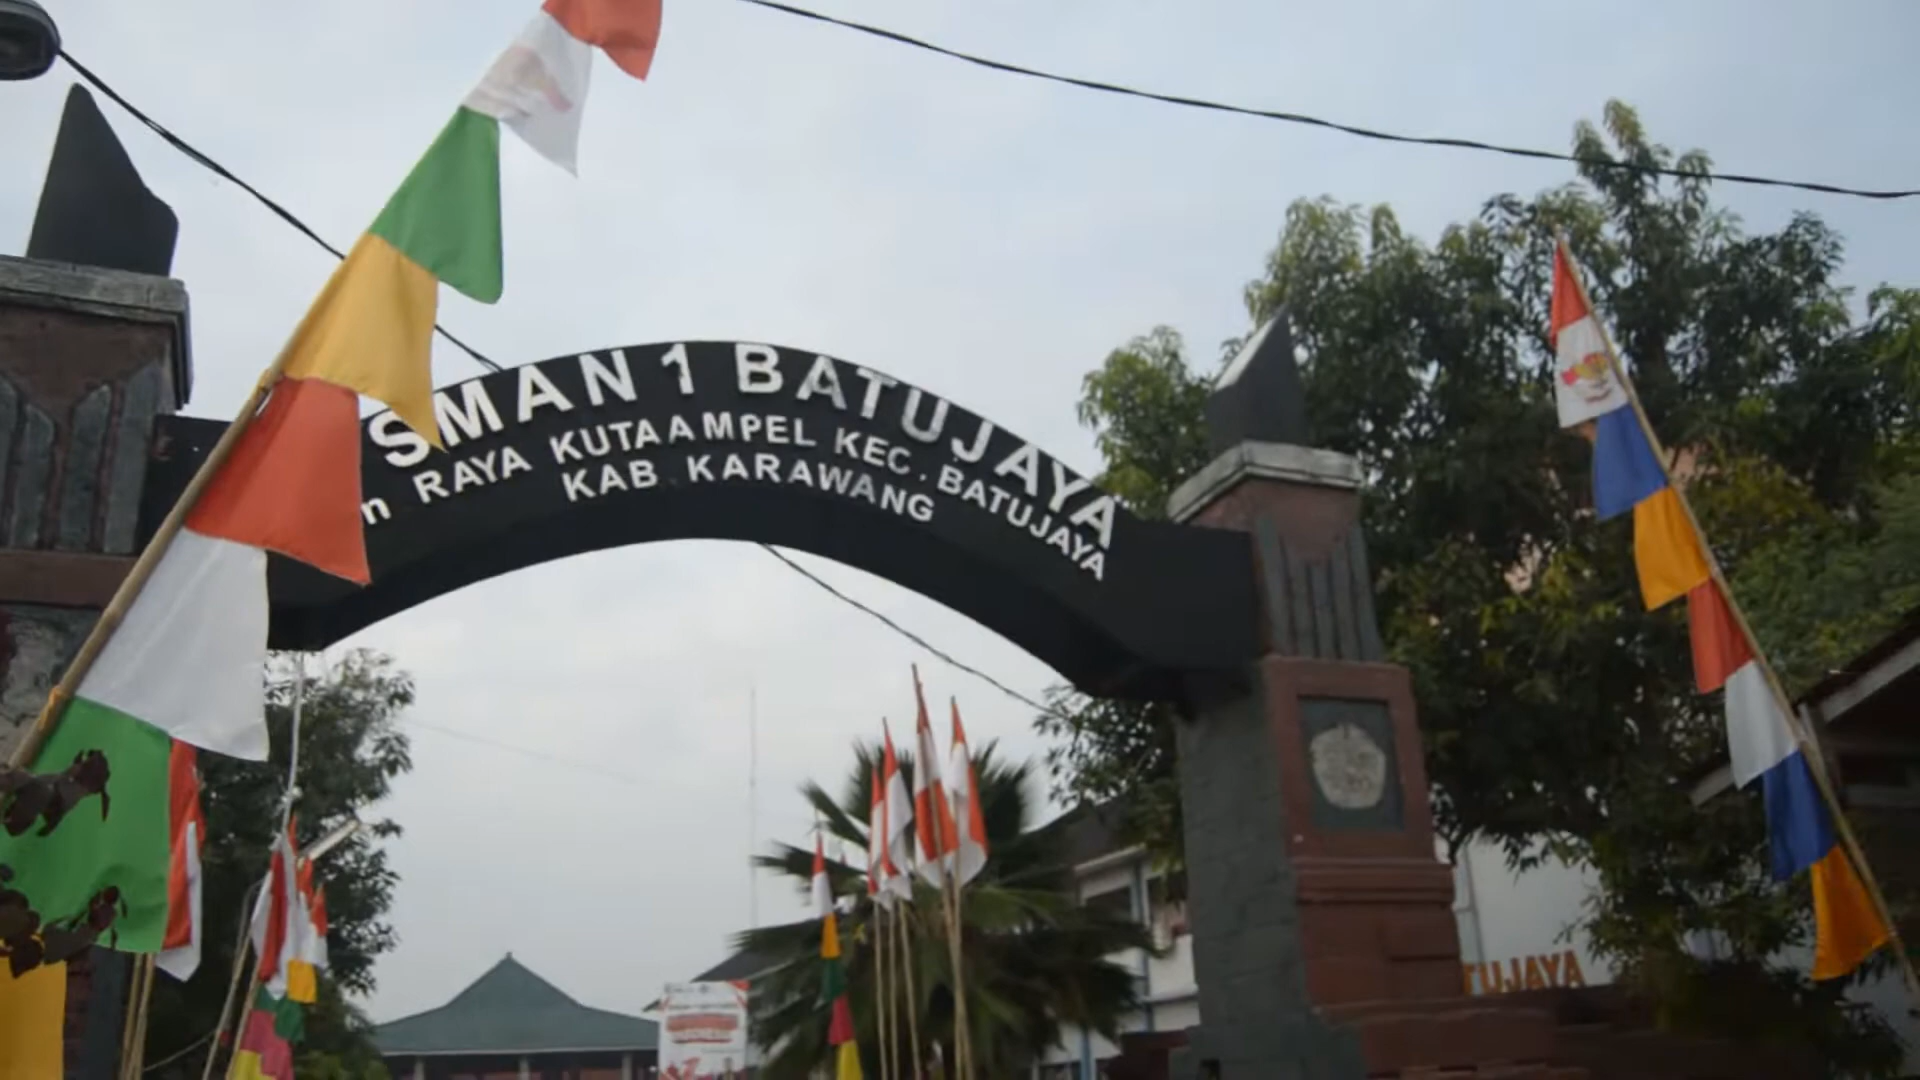 SMAN 1 BATUJAYA
n RAYA KUTAAMPEL KEC. BATUJAYA
KAB KARAWANG
TUJAYA